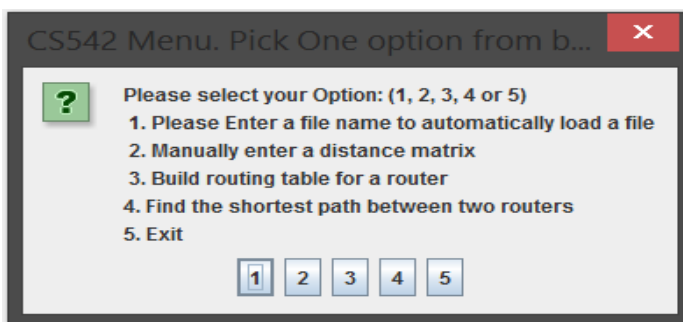 CS542 Menu. Pick One option from b...
Please select your Option: (1, 2, 3, 4 or 5)
1. Please Enter a file name to automatically load a file
2. Manually enter a distance matrix
3. Build routing table for a router
4. Find the shortest path between two routers
5. Exit
1 2 3 4 5